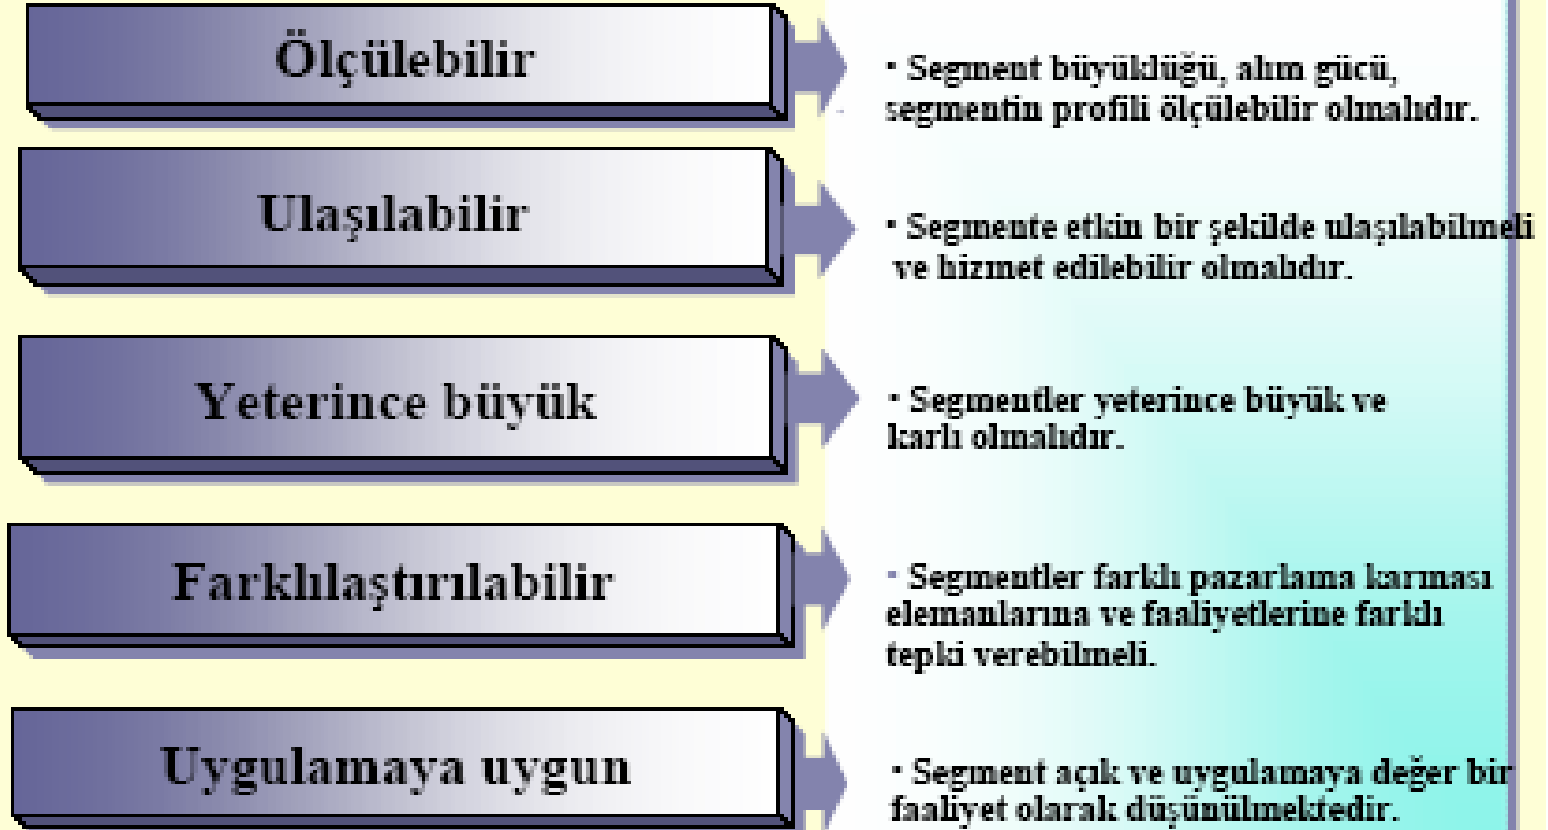 Ölçülebilir
• Segment büyüklüğü, alım gücü,
segmentin profili ölçülebilir olmalıdır.
Ulaşılabilir
• Segmente etkin bir şekilde ulaşılabilmeli
ve hizmet edilebilir olmalıdır.
Yeterince büyük
• Segmentler yeterince büyük ve
karlı olmalıdır.
Farklılaştırılabilir
• Segmentler farklı pazarlama karması
elemanlarına ve faaliyetlerine farklı
tepki verebilmeli.
Uygulamaya uygun
• Segment açık ve uygulamaya değer bir
faaliyet olarak düşünülmektedir.